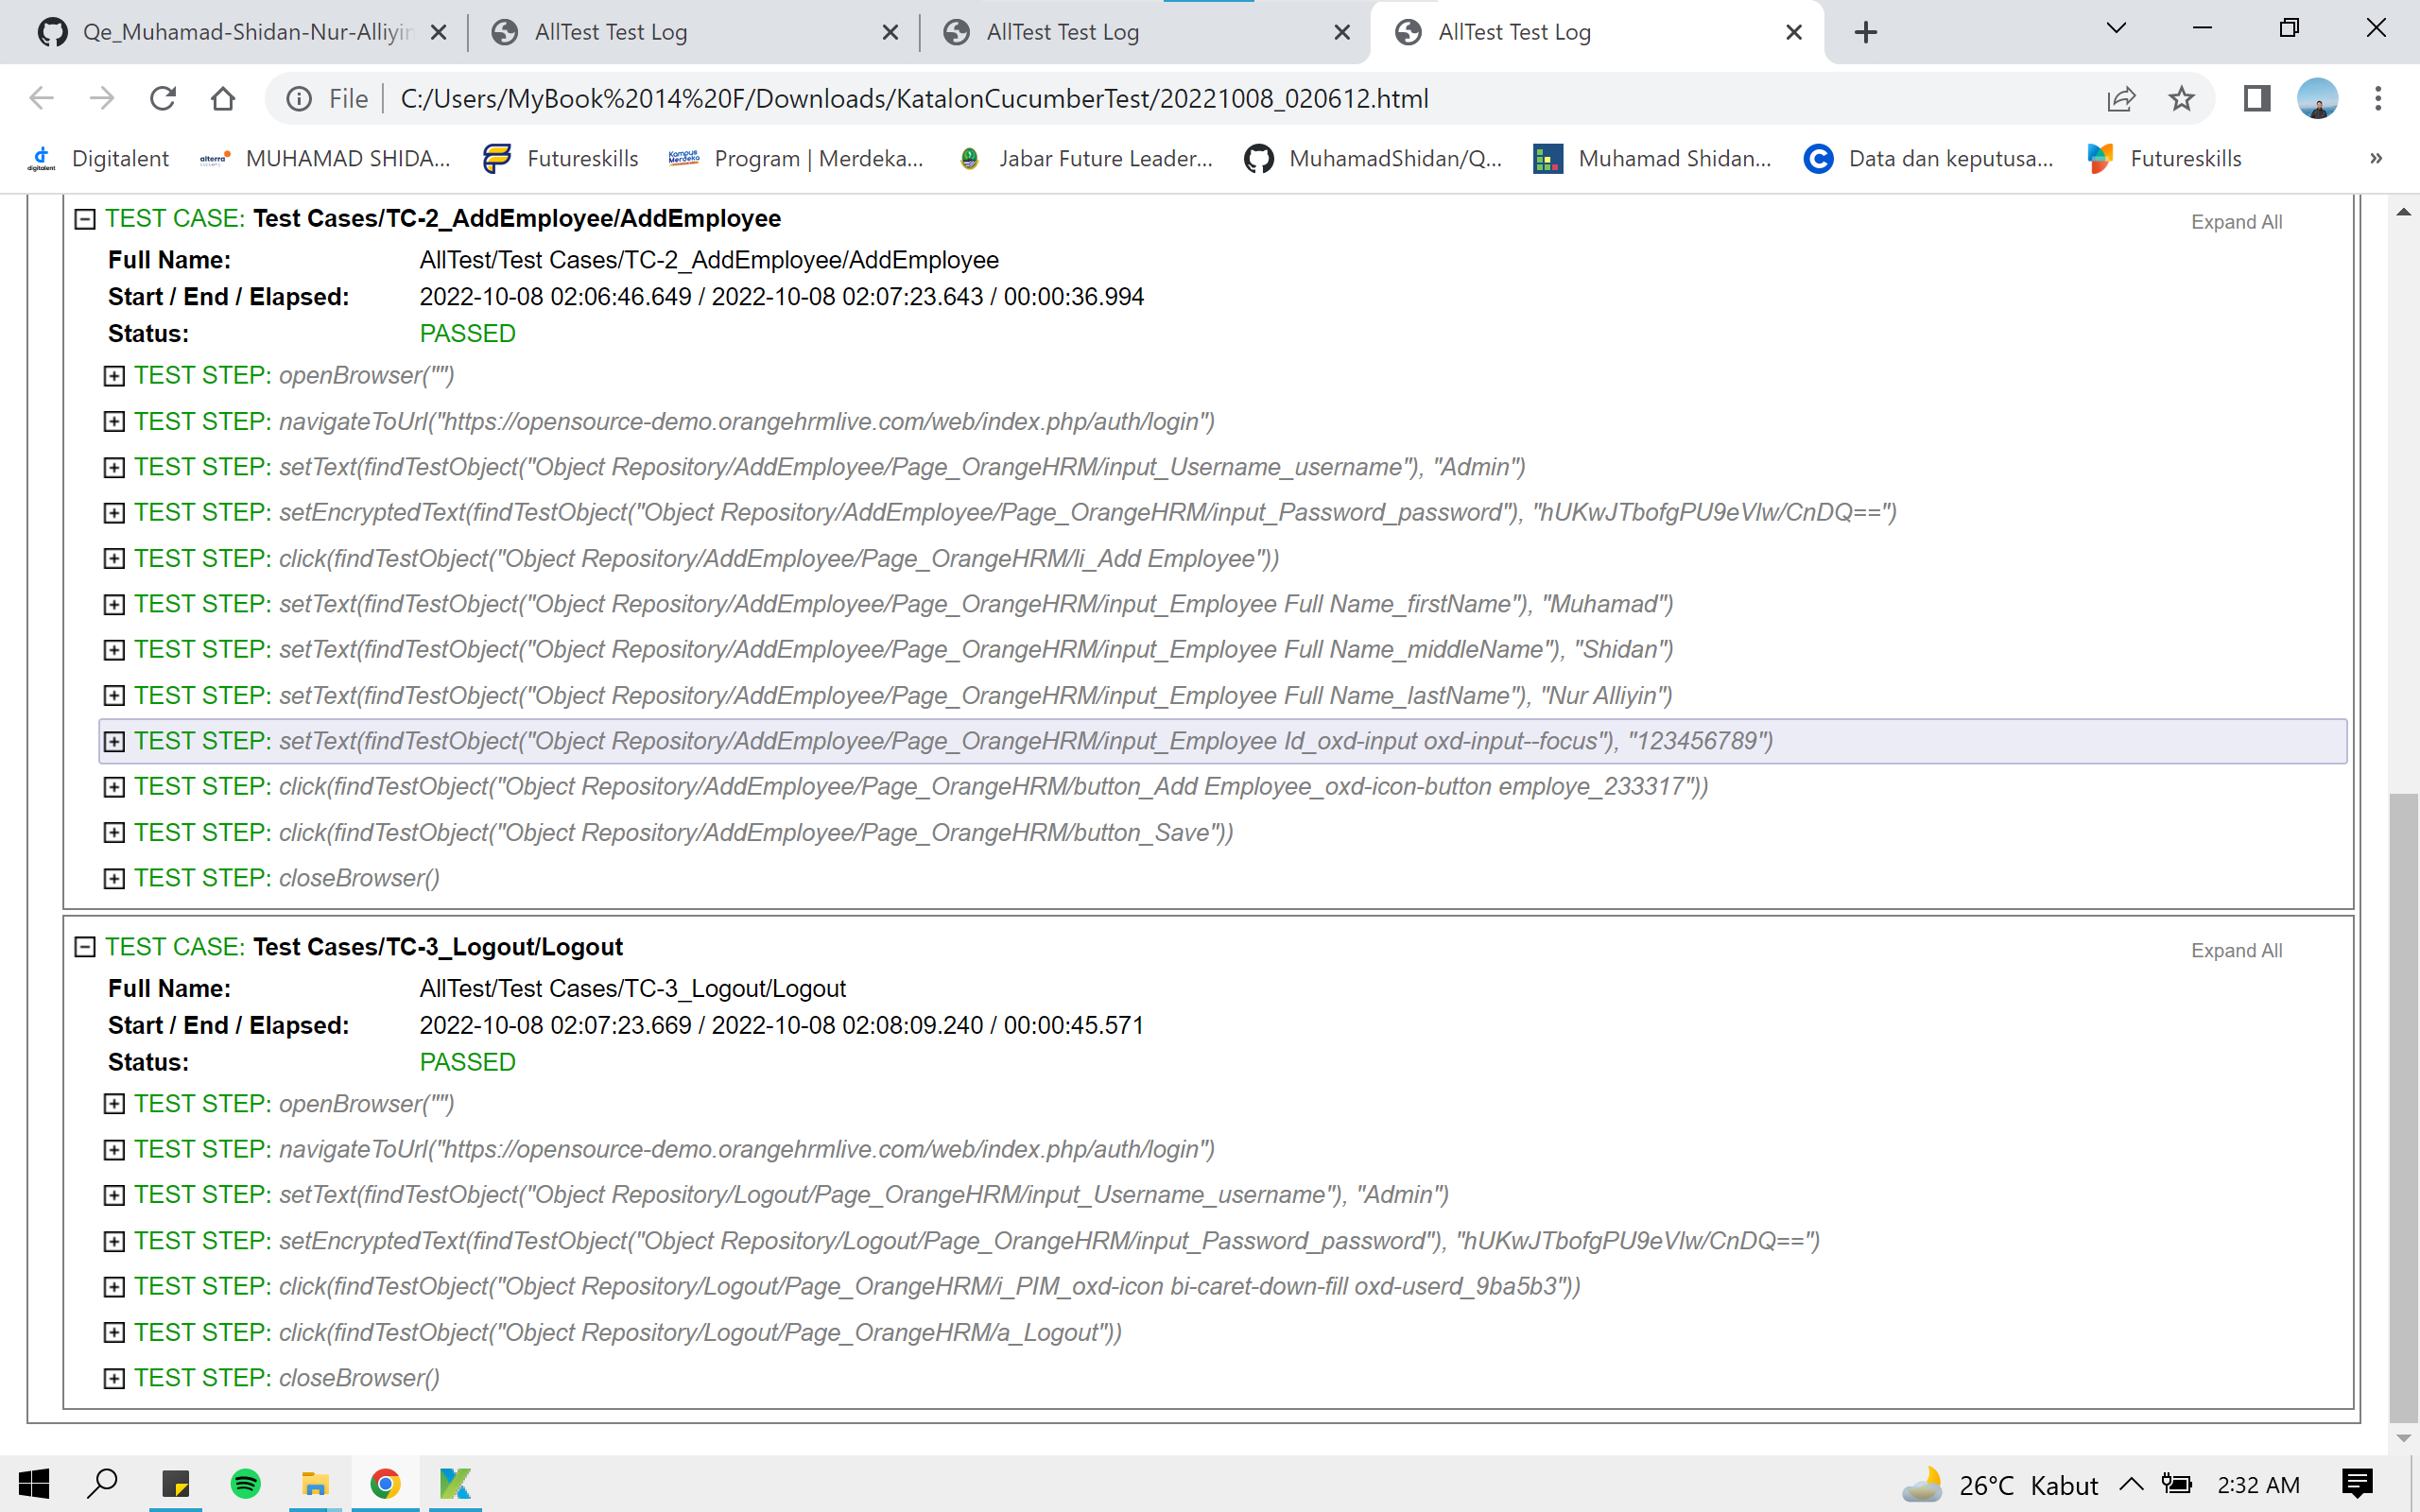 Qe_Muhamad-Shidan-Nur-Alliyin
AllTest Test Log
AllTest Test Log
AllTest Test Log
File
C:/Users/MyBook%2014%20F/Downloads/KatalonCucumberTest/20221008_020612.html
Digitalent
MUHAMAD SHIDA...
Futureskills
Program | Merdeka...
Jabar Future Leader...
MuhamadShidan/Q...
Muhamad Shidan...
Data dan keputusa...
Futureskills
»
TEST CASE: Test Cases/TC-2_AddEmployee/AddEmployee
Expand All
Full Name: AllTest/Test Cases/TC-2_AddEmployee/AddEmployee
Start / End / Elapsed: 2022-10-08 02:06:46.649 / 2022-10-08 02:07:23.643 / 00:00:36.994
Status: PASSED
TEST STEP: openBrowser("")
TEST STEP: navigateToUrl("https://opensource-demo.orangehrmlive.com/web/index.php/auth/login")
TEST STEP: setText(findTestObject("Object Repository/AddEmployee/Page_OrangeHRM/input_Username_username"), "Admin")
TEST STEP: setEncryptedText(findTestObject("Object Repository/AddEmployee/Page_OrangeHRM/input_Password_password"), "hUKwJTbofgPU9eVlw/CnDQ==")
TEST STEP: click(findTestObject("Object Repository/AddEmployee/Page_OrangeHRM/li_Add Employee"))
TEST STEP: setText(findTestObject("Object Repository/AddEmployee/Page_OrangeHRM/input_Employee Full Name_firstName"), "Muhamad")
TEST STEP: setText(findTestObject("Object Repository/AddEmployee/Page_OrangeHRM/input_Employee Full Name_middleName"), "Shidan")
TEST STEP: setText(findTestObject("Object Repository/AddEmployee/Page_OrangeHRM/input_Employee Full Name_lastName"), "Nur Alliyin")
TEST STEP: setText(findTestObject("Object Repository/AddEmployee/Page_OrangeHRM/input_Employee Id_oxd-input oxd-input--focus"), "123456789")
TEST STEP: click(findTestObject("Object Repository/AddEmployee/Page_OrangeHRM/button_Add Employee_oxd-icon-button employe_233317"))
TEST STEP: click(findTestObject("Object Repository/AddEmployee/Page_OrangeHRM/button_Save"))
TEST STEP: closeBrowser()
TEST CASE: Test Cases/TC-3_Logout/Logout
Expand All
Full Name: AllTest/Test Cases/TC-3_Logout/Logout
Start / End / Elapsed: 2022-10-08 02:07:23.669 / 2022-10-08 02:08:09.240 / 00:00:45.571
Status: PASSED
TEST STEP: openBrowser("")
TEST STEP: navigateToUrl("https://opensource-demo.orangehrmlive.com/web/index.php/auth/login")
TEST STEP: setText(findTestObject("Object Repository/Logout/Page_OrangeHRM/input_Username_username"), "Admin")
TEST STEP: setEncryptedText(findTestObject("Object Repository/Logout/Page_OrangeHRM/input_Password_password"), "hUKwJTbofgPU9eVlw/CnDQ==")
TEST STEP: click(findTestObject("Object Repository/Logout/Page_OrangeHRM/i_PIM_oxd-icon bi-caret-down-fill oxd-userd_9ba5b3"))
TEST STEP: click(findTestObject("Object Repository/Logout/Page_OrangeHRM/a_Logout"))
TEST STEP: closeBrowser()
26°C Kabut
2:32 AM